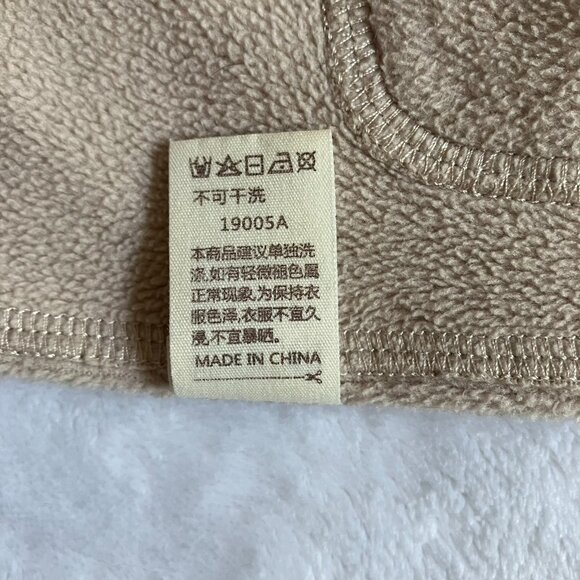 不可干洗
19005A
本商品建议单独洗
涤,如有轻微褪色属
正常现象,为保持衣
服色泽,衣服不宜久
浸,不宜暴晒。
MADE IN CHINA